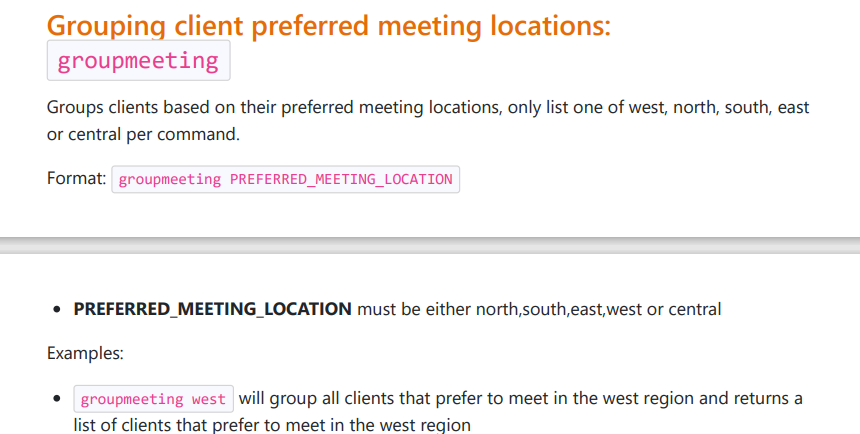 Grouping client preferred meeting locations:
groupmeeting
Groups clients based on their preferred meeting locations, only list one of west, north, south, east
or central per command.
Format: groupmeeting PREFERRED_MEETING_LOCATION
• PREFERRED_MEETING_LOCATION must be either north,south,east,west or central
Examples:
• groupmeeting west will group all clients that prefer to meet in the west region and returns a
list of clients that prefer to meet in the west region